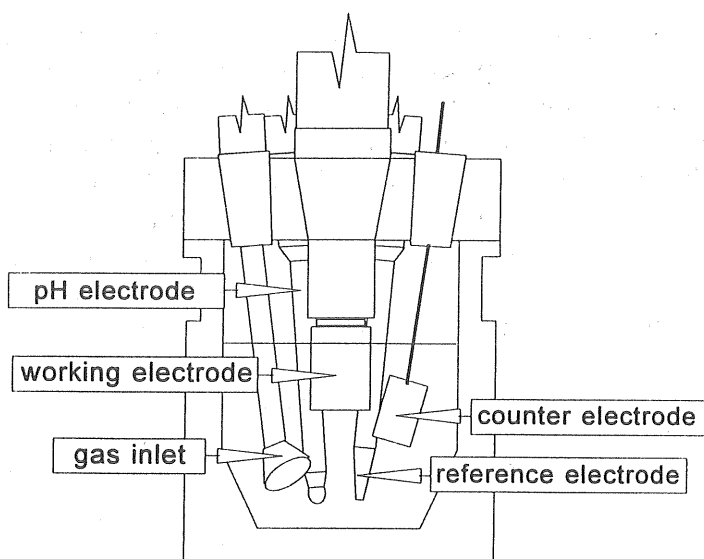 pH electrode
working electrode
counter electrode
gas inlet
reference electrode